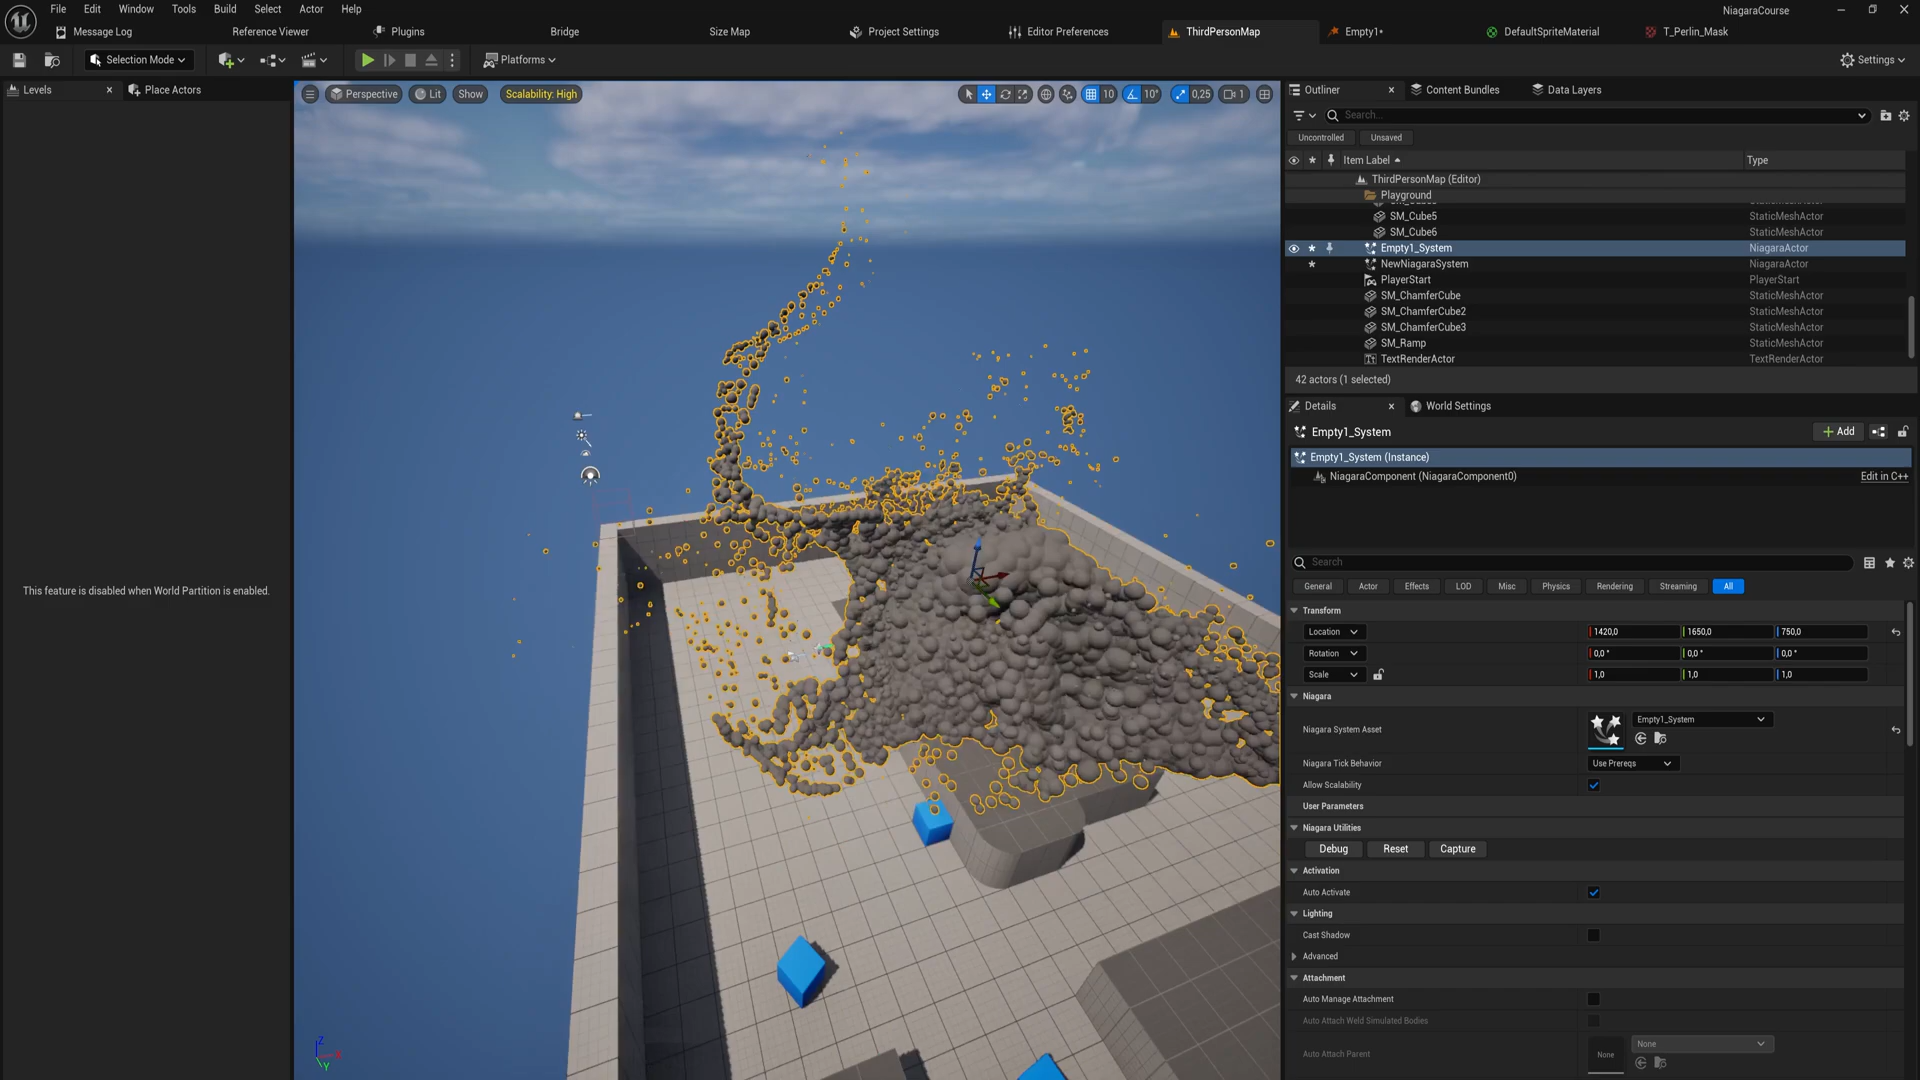 File Edit Window Tools Build Select Actor Help
NiagaraCourse
Message Log Reference Viewer Plugins Bridge Size Map Project Settings Editor Preferences ThirdPersonMap Empty1• DefaultSpriteMaterial T_Perlin_Mask
Selection Mode Platforms Settings
Levels Place Actors
This feature is disabled when World Partition is enabled.
Perspective Lit Show Scalability: High 10 10° 0,25 1
Z X Y
Outliner Content Bundles Data Layers
Search...
Uncontrolled Unsaved
Item Label Type
ThirdPersonMap (Editor)
Playground
SM_Cube5 StaticMeshActor
SM_Cube6 StaticMeshActor
Empty1_System NiagaraActor
NewNiagaraSystem NiagaraActor
PlayerStart PlayerStart
SM_ChamferCube StaticMeshActor
SM_ChamferCube2 StaticMeshActor
SM_ChamferCube3 StaticMeshActor
SM_Ramp StaticMeshActor
TextRenderActor TextRenderActor
42 actors (1 selected)
Details World Settings
Empty1_System Add
Empty1_System (Instance)
NiagaraComponent (NiagaraComponent0) Edit in C++
Search
General Actor Effects LOD Misc Physics Rendering Streaming All
Transform
Location 1420,0 1650,0 750,0
Rotation 0,0 ° 0,0 ° 0,0 °
Scale 1,0 1,0 1,0
Niagara
Niagara System Asset Empty1_System
Niagara Tick Behavior Use Prereqs
Allow Scalability
User Parameters
Niagara Utilities
Debug Reset Capture
Activation
Auto Activate
Lighting
Cast Shadow
Advanced
Attachment
Auto Manage Attachment
Auto Attach Weld Simulated Bodies
Auto Attach Parent None None